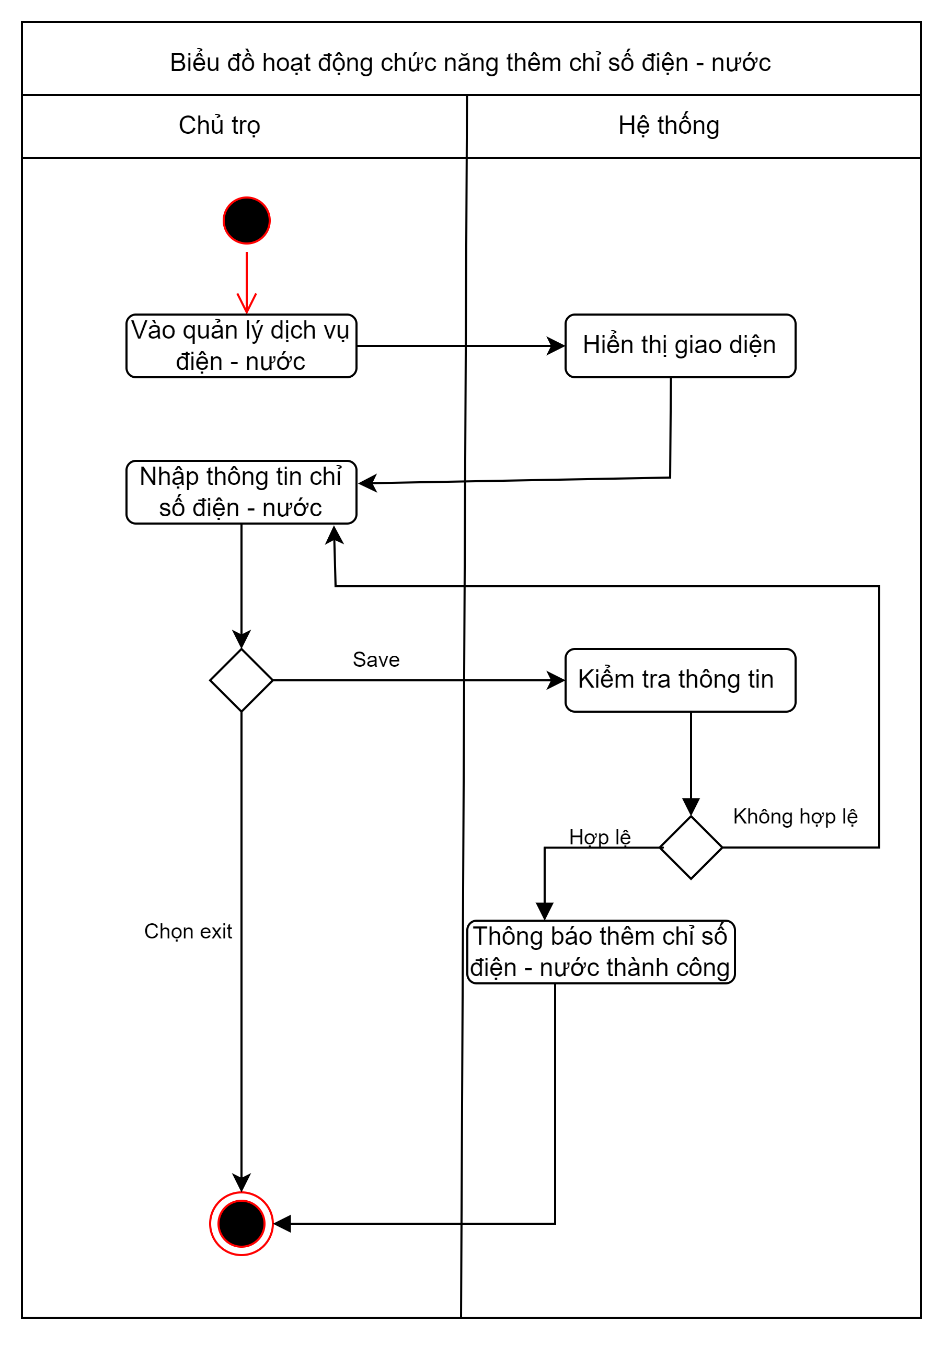 Biểu đồ hoạt động chức năng thêm chỉ số điện - nước
Chủ trọ
Hệ thống
Vào quản lý dịch vụ
điện - nước
Hiển thị giao diện
Nhập thông tin chỉ
số điện - nước
Save
Kiểm tra thông tin
Không hợp lệ
Hợp lệ
Chọn exit
Thông báo thêm chỉ số
điện - nước thành công